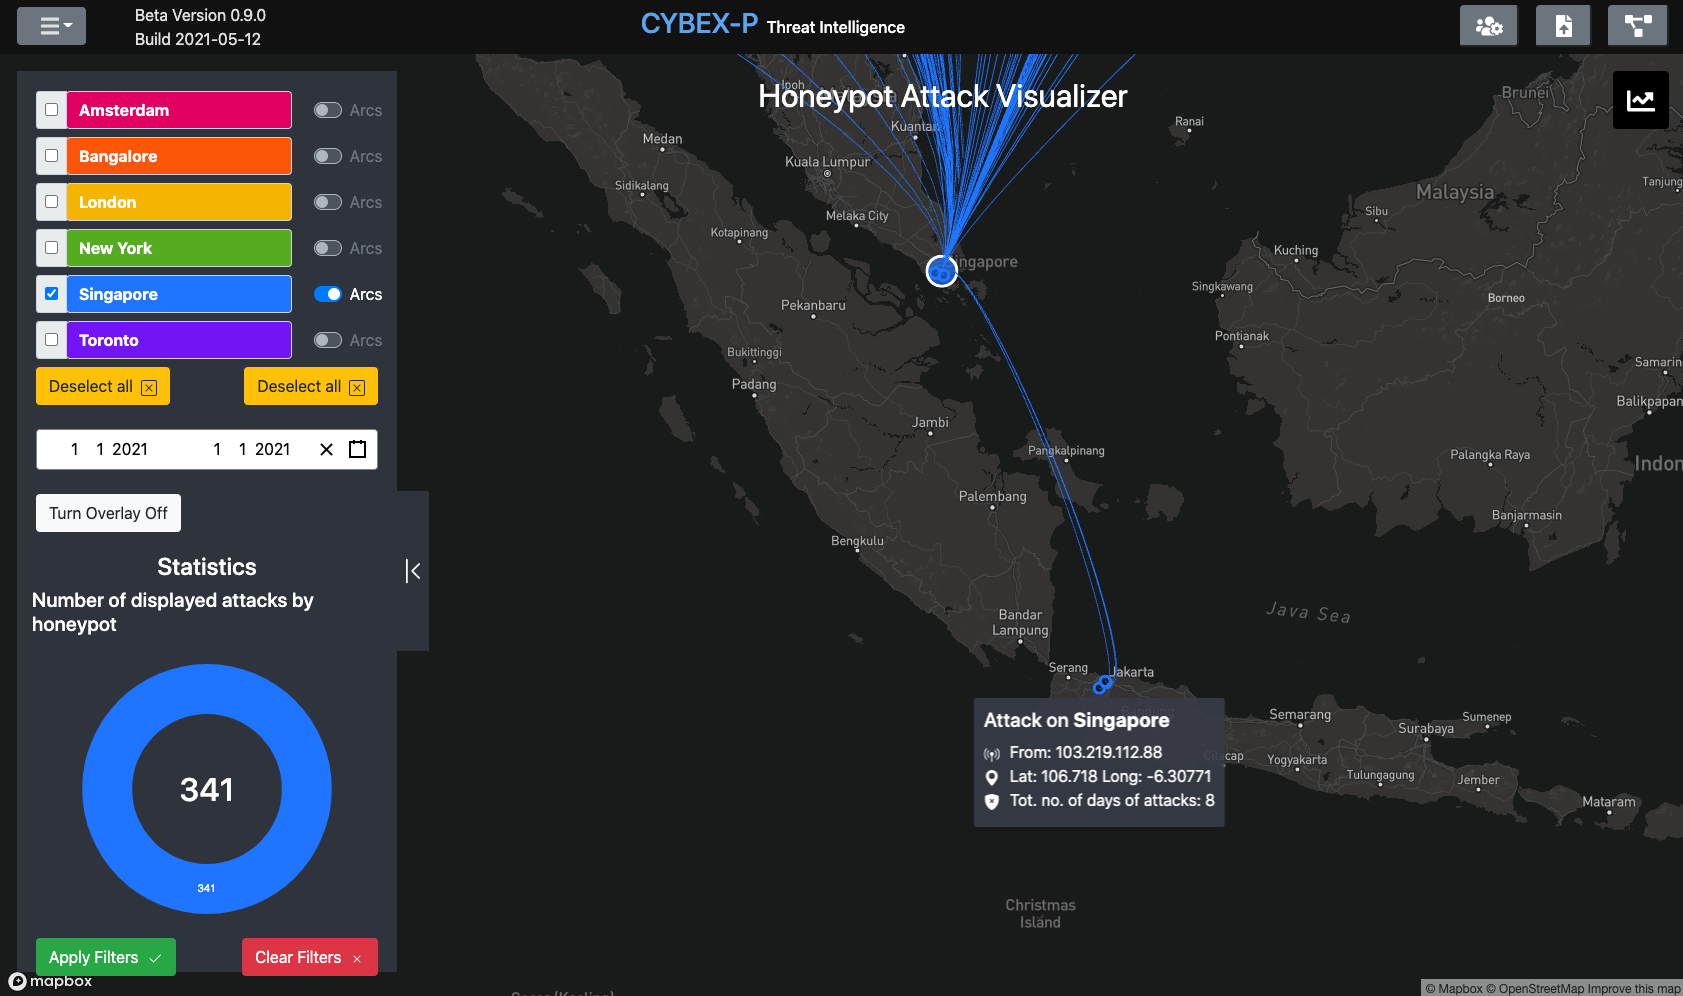 Beta Version 0.9.0
Build 2021-05-12
CYBEX-P Threat Intelligence
Honeypot Attack Visualizer
Amsterdam
Arcs
Bangalore
Arcs
London
Arcs
New York
Arcs
Singapore
Arcs
Toronto
Arcs
Deselect all
Deselect all
1 1 2021
1 1 2021
Turn Overlay Off
Statistics
Number of displayed attacks by
honeypot
341
341
Apply Filters
Clear Filters
mapbox
Ipoh
Kuantan
Medan
Kuala Lumpur
Sidikalang
Melaka City
Kotapinang
Singapore
Pekanbaru
Bukittinggi
Padang
Jambi
Pangkalpinang
Palembang
Bengkulu
Bandar
Lampung
Serang
Jakarta
Bandung
Ranai
Brunei
Malaysia
Tanjung
Sibu
Kuching
Singkawang
Borneo
Pontianak
Samarin
Balikpapan
Palangka Raya
Indon
Banjarmasin
Java Sea
Semarang
Sumenep
Surabaya
Yogyakarta
Tulungagung
Jember
Mataram
Attack on Singapore
From: 103.219.112.88
Lat: 106.718 Long: -6.30771
Tot. no. of days of attacks: 8
Christmas
Island
© Mapbox © OpenStreetMap Improve this map